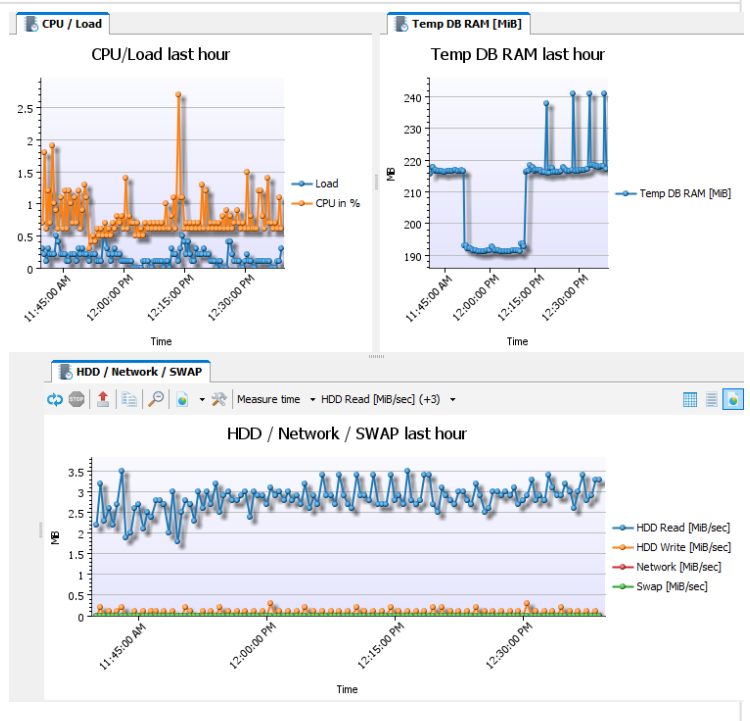 CPU / Load
CPU/Load last hour
2.5
2
1.5
1
0.5
0
11:45:00 AM
12:00:00 PM
12:15:00 PM
12:30:00 PM
Time
Load
CPU in %
Temp DB RAM [MiB]
Temp DB RAM last hour
MB
240
230
220
210
200
190
11:45:00 AM
12:00:00 PM
12:15:00 PM
12:30:00 PM
Time
Temp DB RAM [MiB]
HDD / Network / SWAP
STOP
Measure time
HDD Read [MiB/sec] (+3)
HDD / Network / SWAP last hour
MB
3.5
3
2.5
2
1.5
1
0.5
0
11:45:00 AM
12:00:00 PM
12:15:00 PM
12:30:00 PM
Time
HDD Read [MiB/sec]
HDD Write [MiB/sec]
Network [MiB/sec]
Swap [MiB/sec]